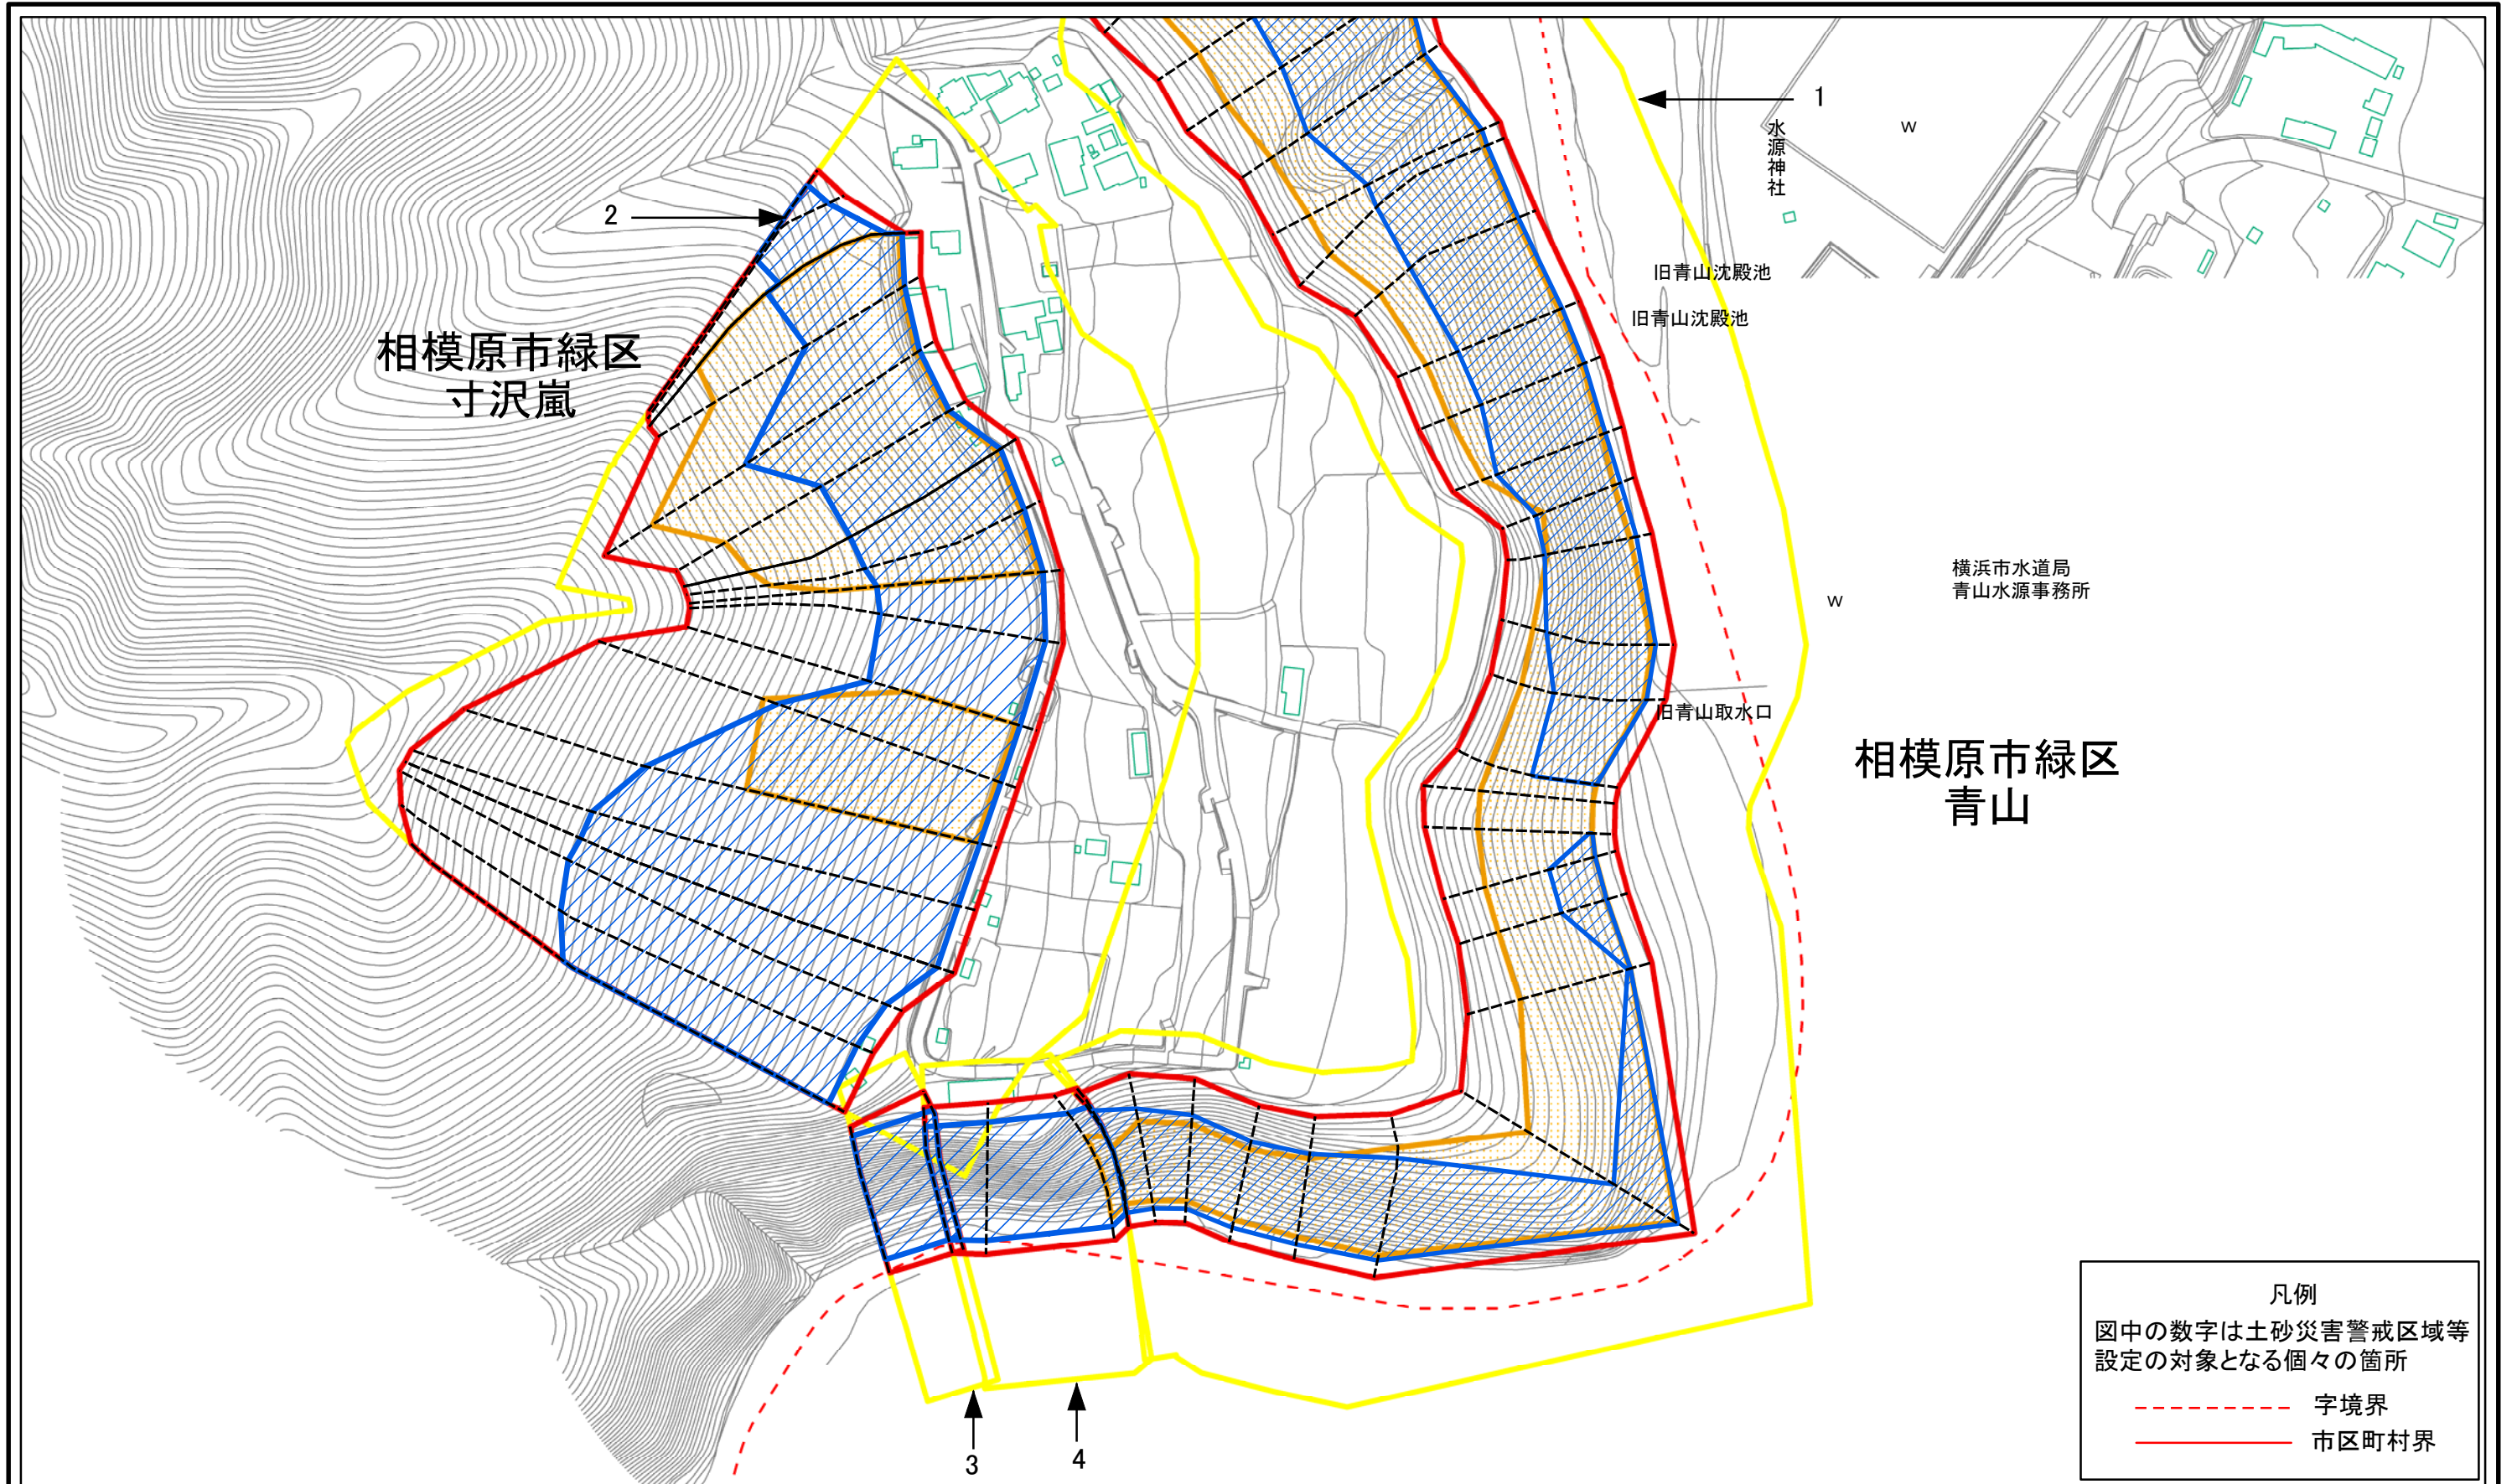 1
水源神社
W
2
旧青山沈殿池
旧青山沈殿池
相模原市緑区
寸沢嵐
横浜市水道局
青山水源事務所
W
旧青山取水口
相模原市緑区
青山
3
4
凡例
図中の数字は土砂災害警戒区域等
設定の対象となる個々の箇所
字境界
市区町村界